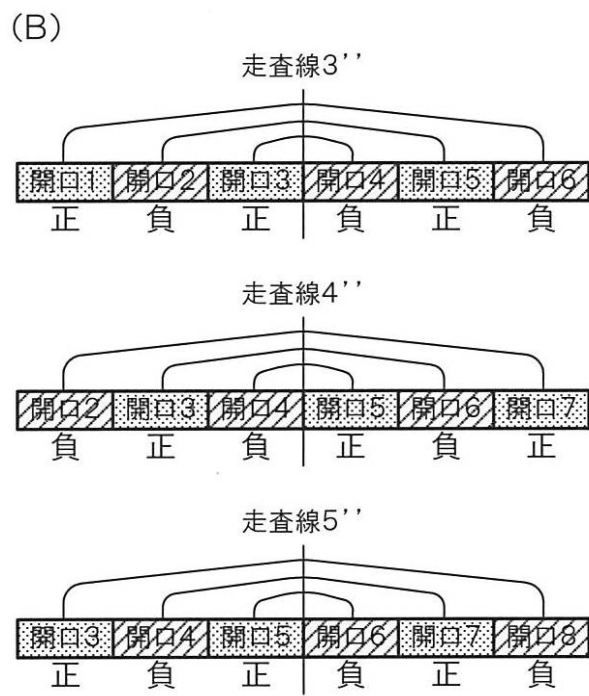 (B)
走査線3''
開口1 開口2 開口3 開口4 開口5 開口6
正 負 正 負 正 負
走査線4''
開口2 開口3 開口4 開口5 開口6 開口7
負 正 負 正 負 正
走査線5''
開口3 開口4 開口5 開口6 開口7 開口8
正 負 正 負 正 負